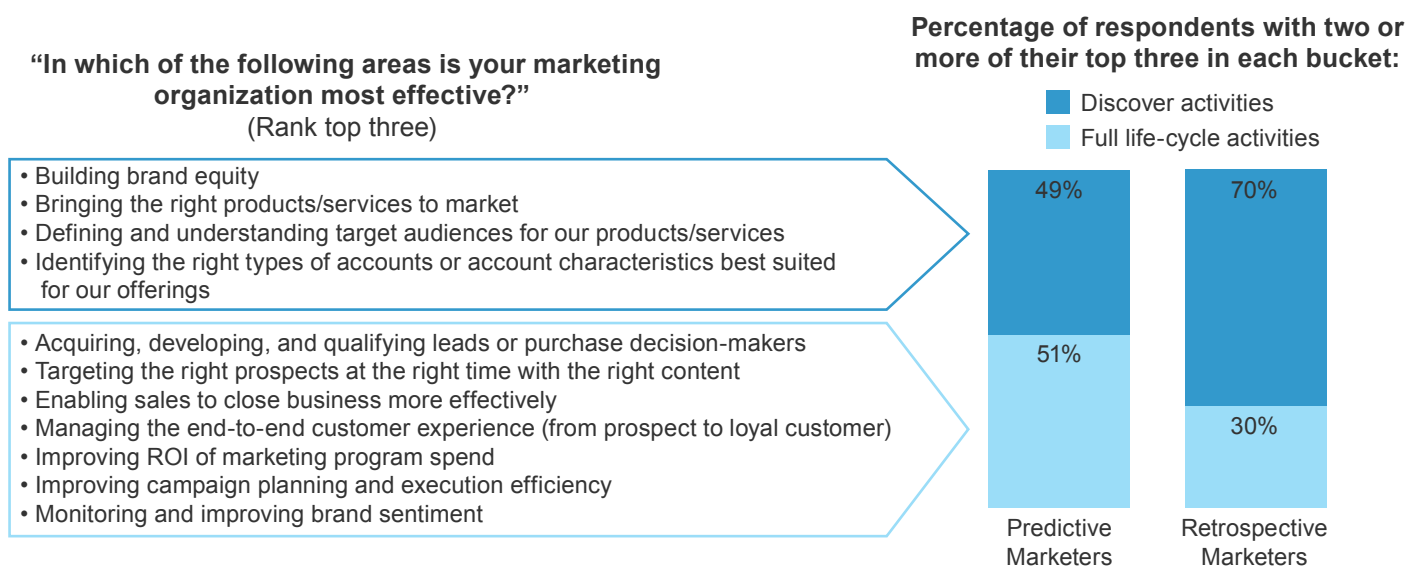 “In which of the following areas is your marketing
organization most effective?”
(Rank top three)
• Building brand equity
• Bringing the right products/services to market
• Defining and understanding target audiences for our products/services
• Identifying the right types of accounts or account characteristics best suited
for our offerings
• Acquiring, developing, and qualifying leads or purchase decision-makers
• Targeting the right prospects at the right time with the right content
• Enabling sales to close business more effectively
• Managing the end-to-end customer experience (from prospect to loyal customer)
• Improving ROI of marketing program spend
• Improving campaign planning and execution efficiency
• Monitoring and improving brand sentiment
Percentage of respondents with two or
more of their top three in each bucket:
Discover activities
Full life-cycle activities
49%
70%
51%
30%
Predictive
Marketers
Retrospective
Marketers